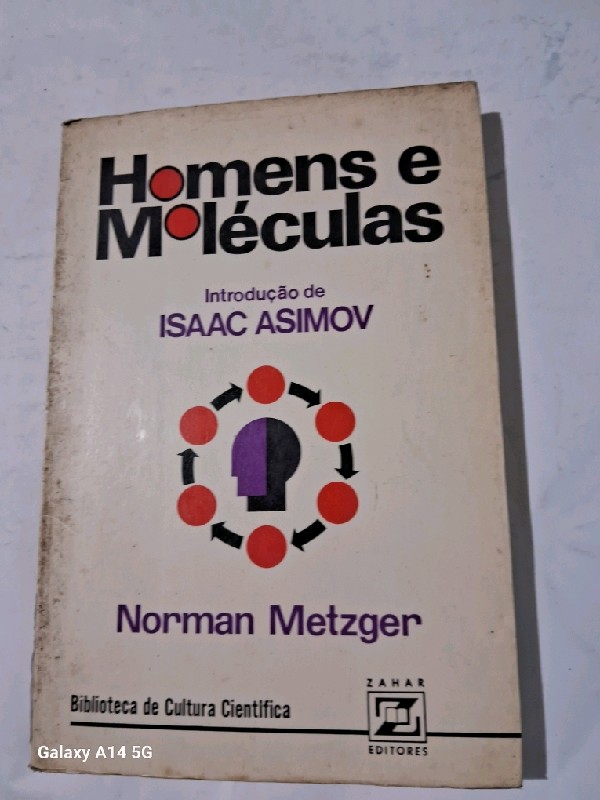 Homens e
Moléculas
Introdução de
ISAAC ASIMOV
Norman Metzger
Biblioteca de Cultura Científica
ZAHAR
EDITORES
Galaxy A14 5G